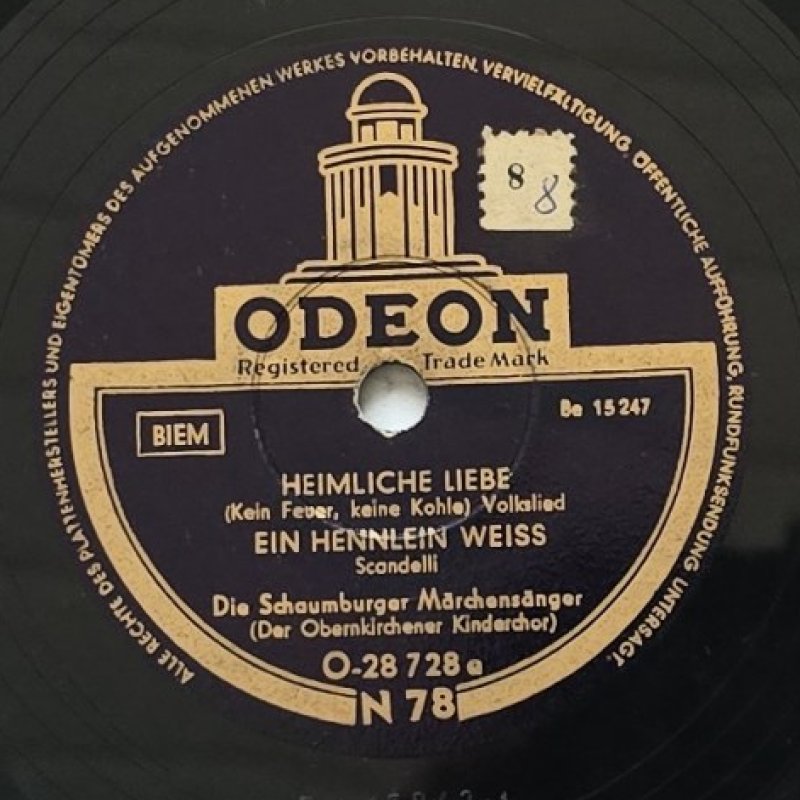 ALLE RECHTE DES PLATTENHERSTELLERS UND EIGENTÜMERS DES AUFGENOMMENEN WERKES VORBEHALTEN. VERVIELFÄLTIGUNG, ÖFFENTLICHE AUFFÜHRUNG, RUNDFUNKSENDUNG UNTERSAGT.
8 8
ODEON
Registered Trade Mark
BIEM
Be 15247
HEIMLICHE LIEBE
(Kein Feuer, keine Kohle) Volkslied
EIN HENNLEIN WEISS
Scandelli
Die Schaumburger Märchensänger
(Der Obernkirchener Kinderchor)
O-28 728 a
N 78